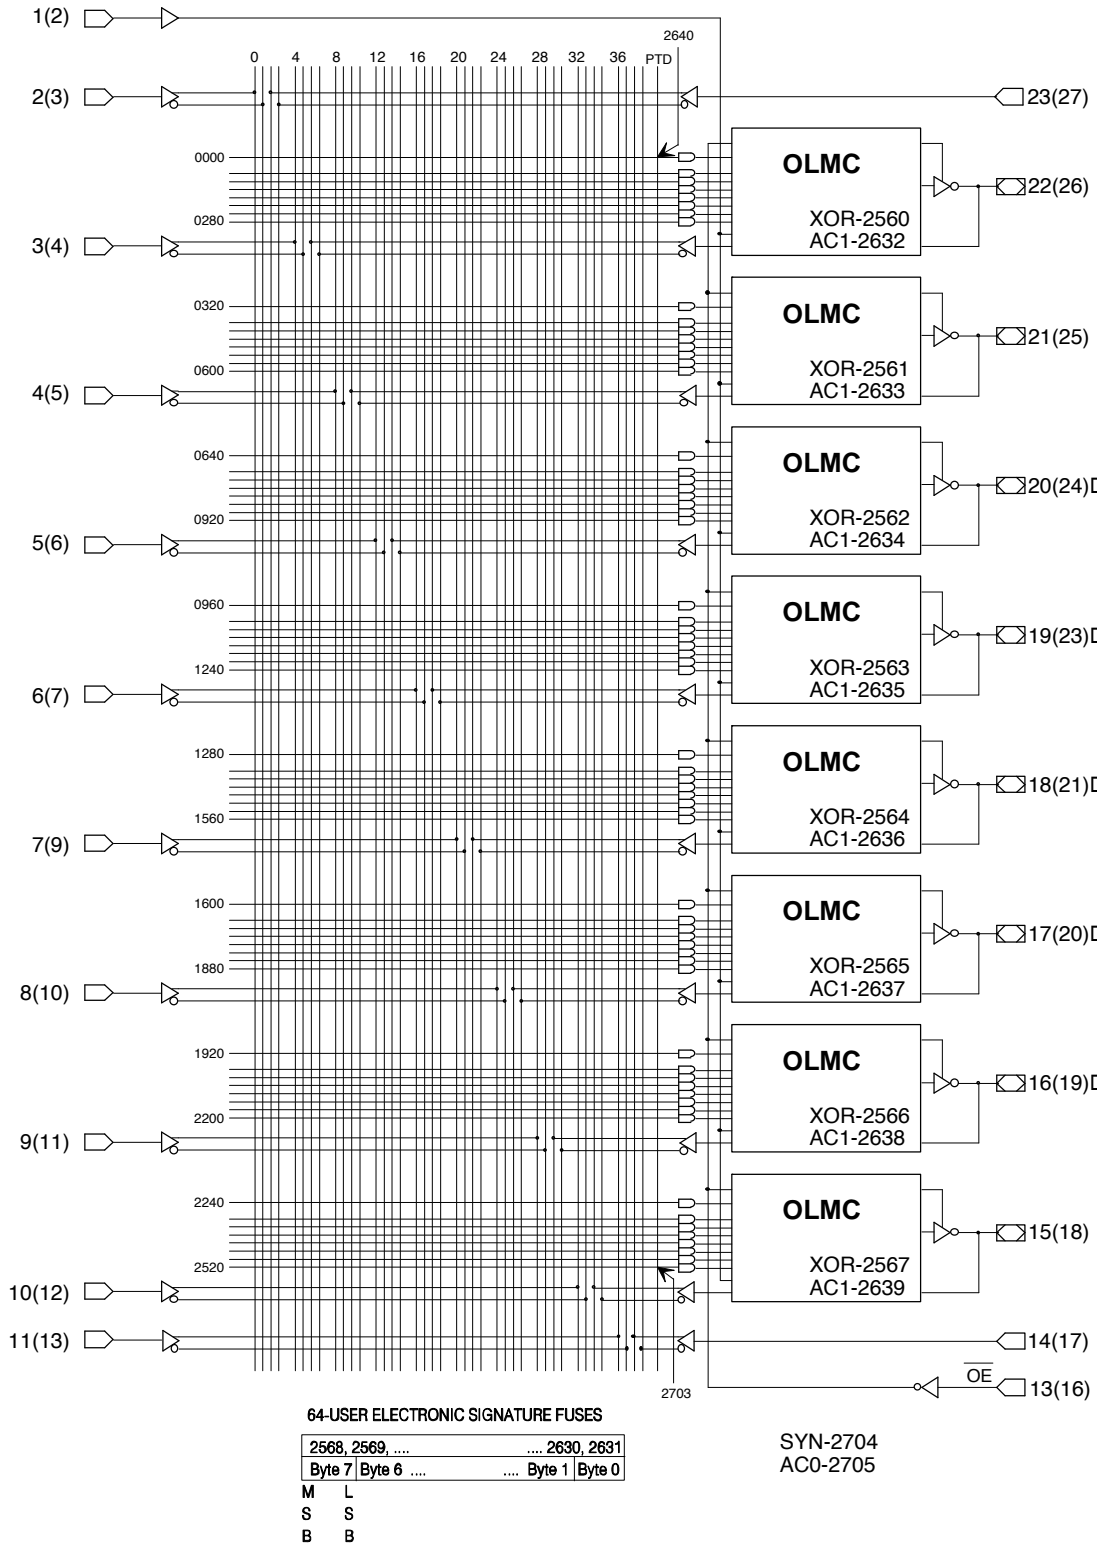 1(2)
2640
0 4 8 12 16 20 24 28 32 36 PTD
2(3)
23(27)
0000
OLMC
22(26)
0280
XOR-2560
AC1-2632
3(4)
0320
OLMC
21(25)
0600
XOR-2561
AC1-2633
4(5)
0640
OLMC
20(24)
0920
XOR-2562
AC1-2634
5(6)
0960
OLMC
19(23)
1240
XOR-2563
AC1-2635
6(7)
1280
OLMC
18(21)
1560
XOR-2564
AC1-2636
7(9)
1600
OLMC
17(20)
1880
XOR-2565
AC1-2637
8(10)
1920
OLMC
16(19)
2200
XOR-2566
AC1-2638
9(11)
2240
OLMC
15(18)
2520
XOR-2567
AC1-2639
10(12)
11(13)
14(17)
OE
13(16)
2703
64-USER ELECTRONIC SIGNATURE FUSES
2568, 2569, .... .... 2630, 2631
Byte 7 Byte 6 .... .... Byte 1 Byte 0
M L
S S
B B
SYN-2704
AC0-2705